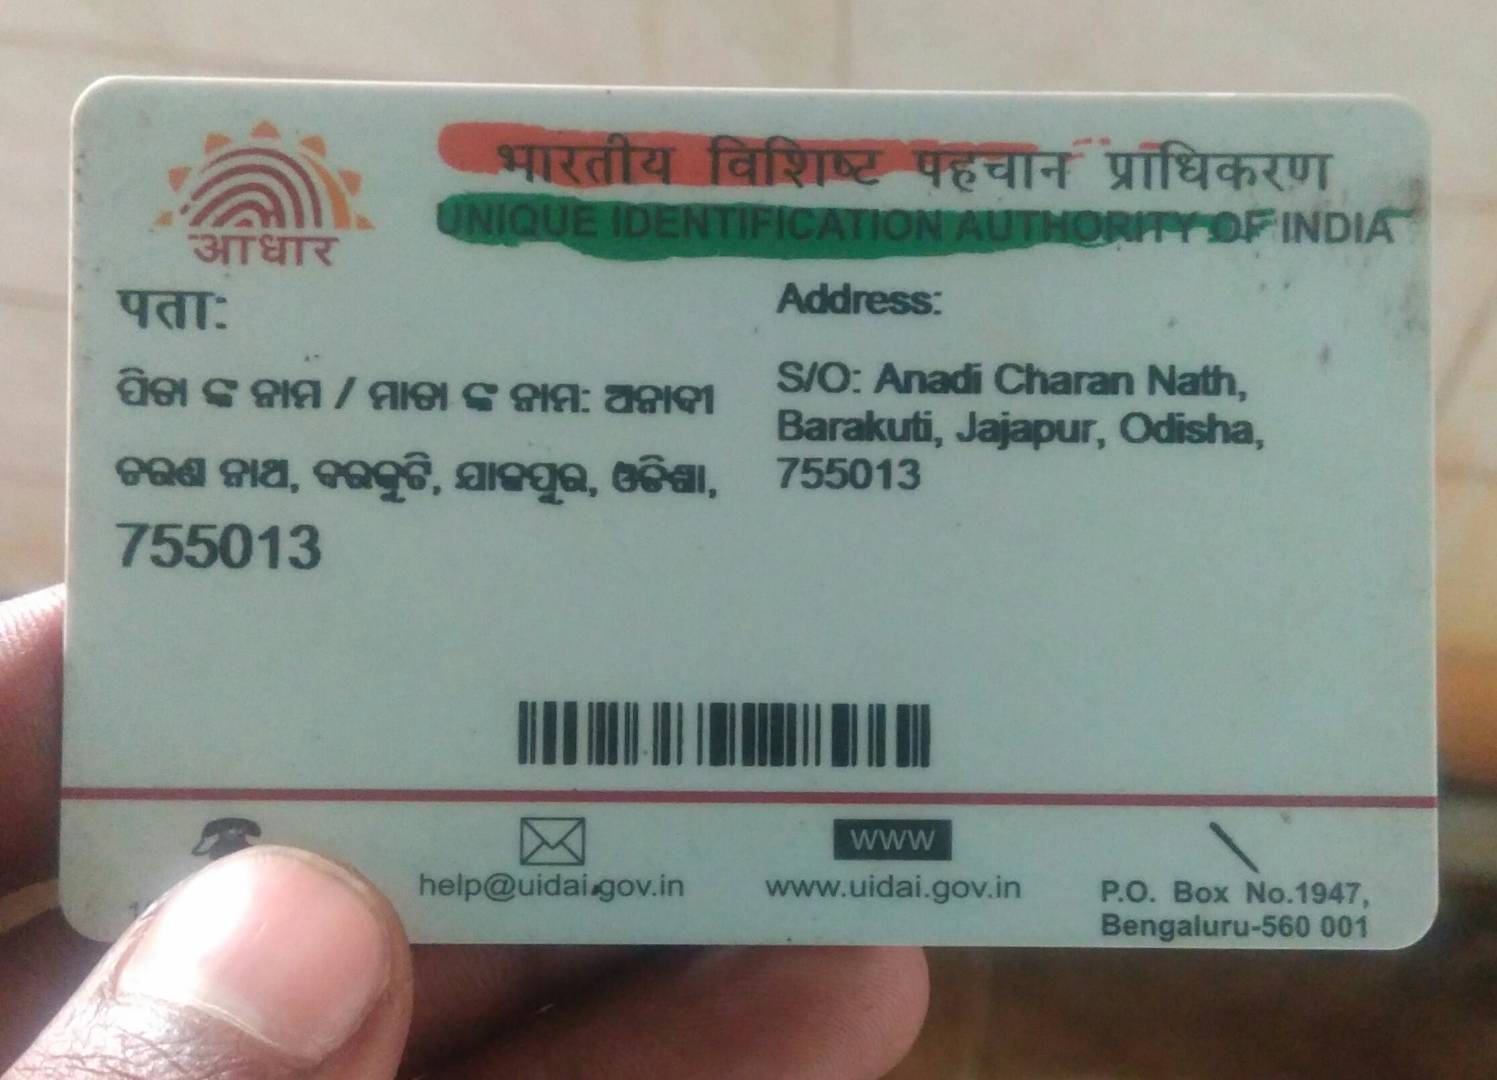 आधार
भारतीय विशिष्ट पहचान प्राधिकरण
UNIQUE IDENTIFICATION AUTHORITY OF INDIA
पता:
ପିତା ଙ୍କ ନାମ / ମାତା ଙ୍କ ନାମ: ଅନାଦୀ
ଚରଣ ନାଥ, ବରକୁଟି, ଯାଜପୁର, ଓଡିଶା,
755013
Address:
S/O: Anadi Charan Nath,
Barakuti, Jajapur, Odisha,
755013
help@uidai.gov.in
WWW
www.uidai.gov.in
P.O. Box No.1947,
Bengaluru-560 001